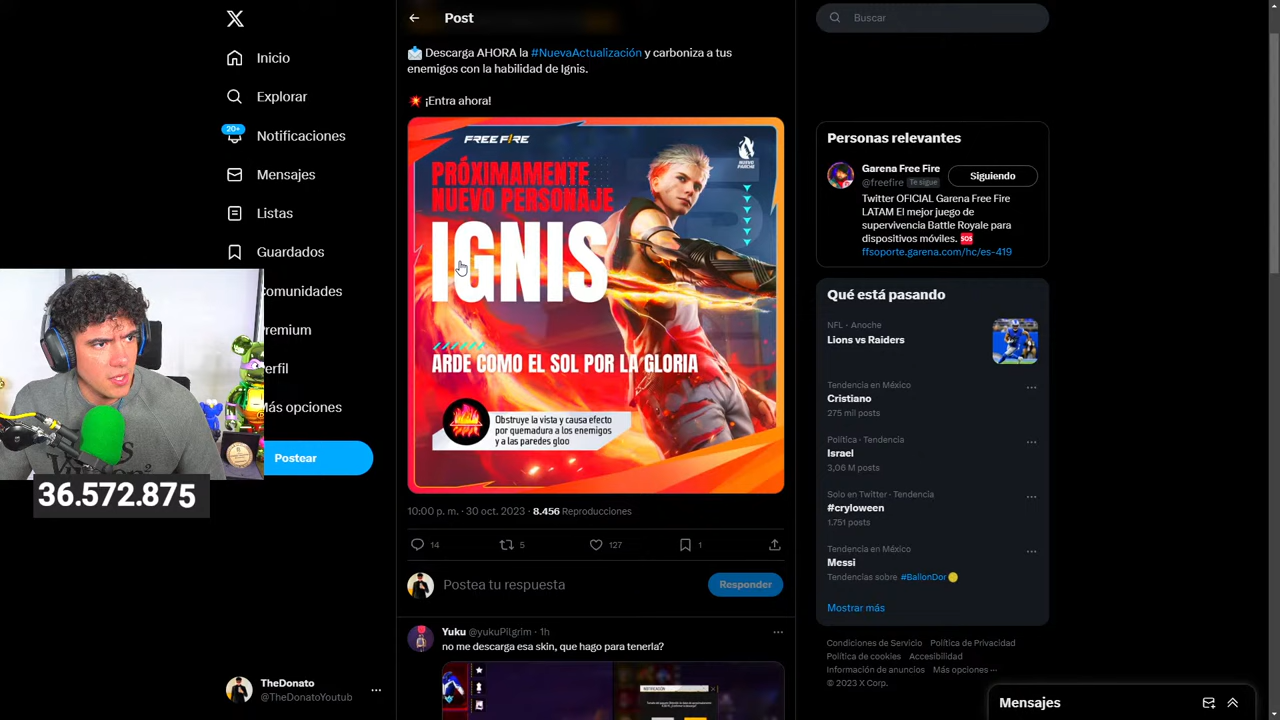 Post
Buscar
Inicio
Explorar
20+
Notificaciones
Mensajes
Listas
Guardados
omunidades
remium
erfil
ás opciones
Postear
36.572.875
TheDonato
@TheDonatoYoutub
Descarga AHORA la #NuevaActualización y carboniza a tus
enemigos con la habilidad de Ignis.
¡Entra ahora!
FREE FIRE
NUEVO
PARCHE
PRÓXIMAMENTE
NUEVO PERSONAJE
IGNIS
ARDE COMO EL SOL POR LA GLORIA
Obstruye la vista y causa efecto
por quemadura a los enemigos
y a las paredes gloo
10:00 p. m. · 30 oct. 2023 · 8.456 Reproducciones
14 5 127 1
Postea tu respuesta
Responder
Yuku @yukuPilgrim · 1h
no me descarga esa skin, que hago para tenerla?
Personas relevantes
Garena Free Fire
@freefire Te sigue
Siguiendo
Twitter OFICIAL Garena Free Fire
LATAM El mejor juego de
supervivencia Battle Royale para
dispositivos móviles. SOS
ffsoporte.garena.com/hc/es-419
Qué está pasando
NFL · Anoche
Lions vs Raiders
Tendencia en México
Cristiano
275 mil posts
Política · Tendencia
Israel
3,06 M posts
Solo en Twitter · Tendencia
#cryloween
1.751 posts
Tendencia en México
Messi
Tendencias sobre #BallonDor
Mostrar más
Condiciones de Servicio Política de Privacidad
Política de cookies Accesibilidad
Información de anuncios Más opciones ···
© 2023 X Corp.
Mensajes